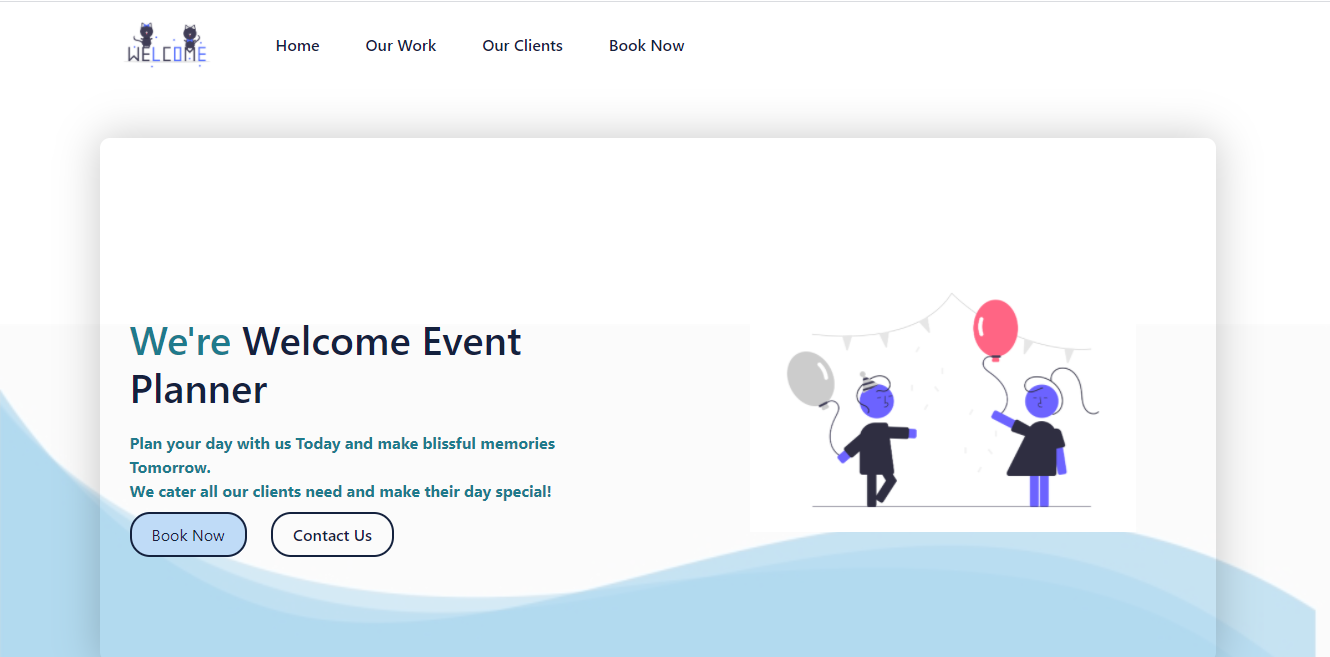 WELCOME
Home Our Work Our Clients Book Now
We're Welcome Event
Planner
Plan your day with us Today and make blissful memories
Tomorrow.
We cater all our clients need and make their day special!
Book Now Contact Us